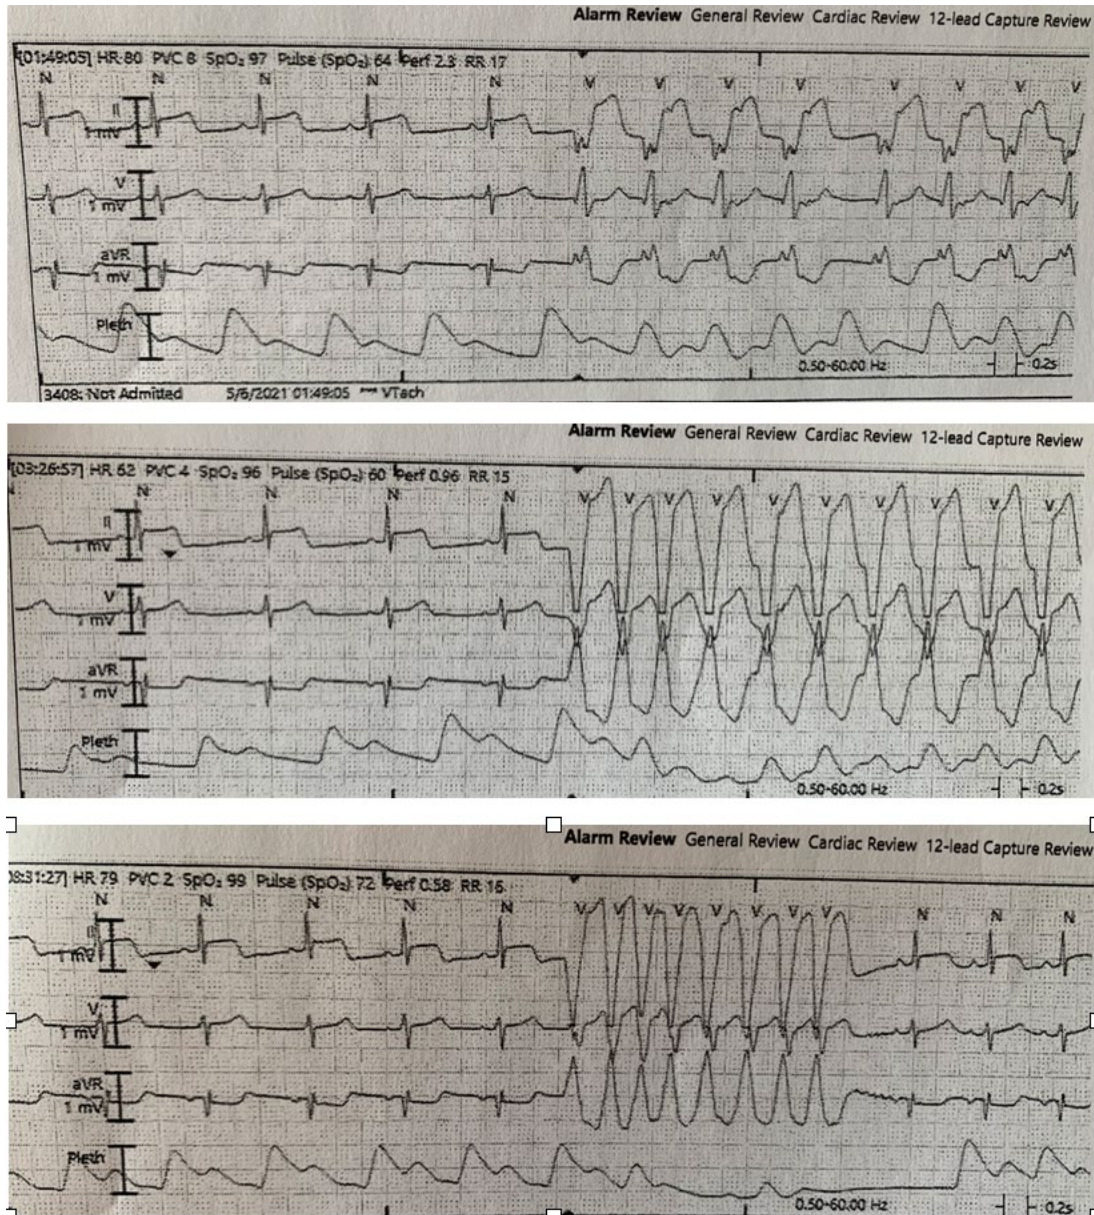 Alarm Review General Review Cardiac Review 12-lead Capture Review
[01:49:05] HR 80 PVC 8 SpO₂ 97 Pulse (SpO₂) 64 Perf 2.3 RR 17
N N N N N V V V V V V V V
II
1 mV
V
1 mV
aVR
1 mV
Pleth
0.50-60.00 Hz 0.2s
3408: Not Admitted 5/6/2021 01:49:05 *** VTach
Alarm Review General Review Cardiac Review 12-lead Capture Review
[03:26:57] HR 62 PVC 4 SpO₂ 96 Pulse (SpO₂) 60 Perf 0.96 RR 15
N N N N V V V V V V V V V V
II
1 mV
V
1 mV
aVR
1 mV
Pleth
0.50-60.00 Hz 0.2s
Alarm Review General Review Cardiac Review 12-lead Capture Review
08:31:27] HR 79 PVC 2 SpO₂ 99 Pulse (SpO₂) 72 Perf 0.58 RR 16
N N N N N V V V V V V V V N N N
II
1 mV
V
1 mV
aVR
1 mV
Pleth
0.50-60.00 Hz 0.2s